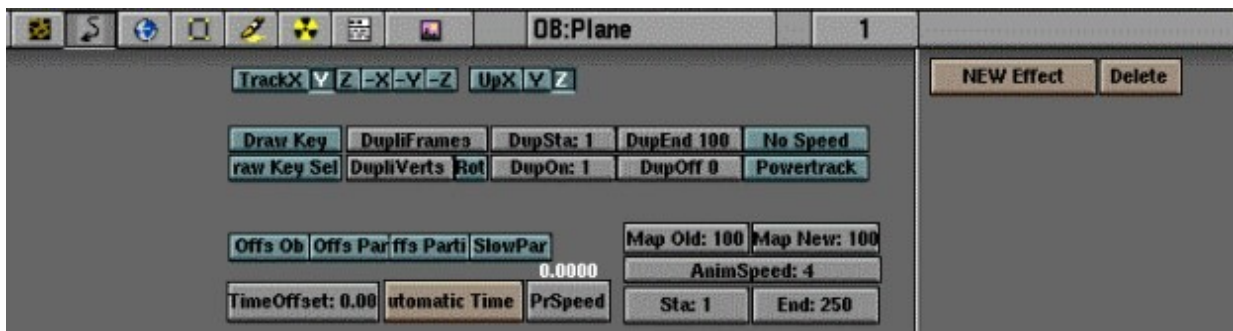 OB:Plane 1
TrackX Y Z -X -Y -Z UpX Y Z
NEW Effect Delete
Draw Key DupliFrames DupSta: 1 DupEnd 100 No Speed
raw Key Sel DupliVerts Rot DupOn: 1 DupOff 0 Powertrack
Offs Ob Offs Par ffs Parti SlowPar
Map Old: 100 Map New: 100
0.0000
AnimSpeed: 4
TimeOffset: 0.00 utomatic Time PrSpeed
Sta: 1 End: 250